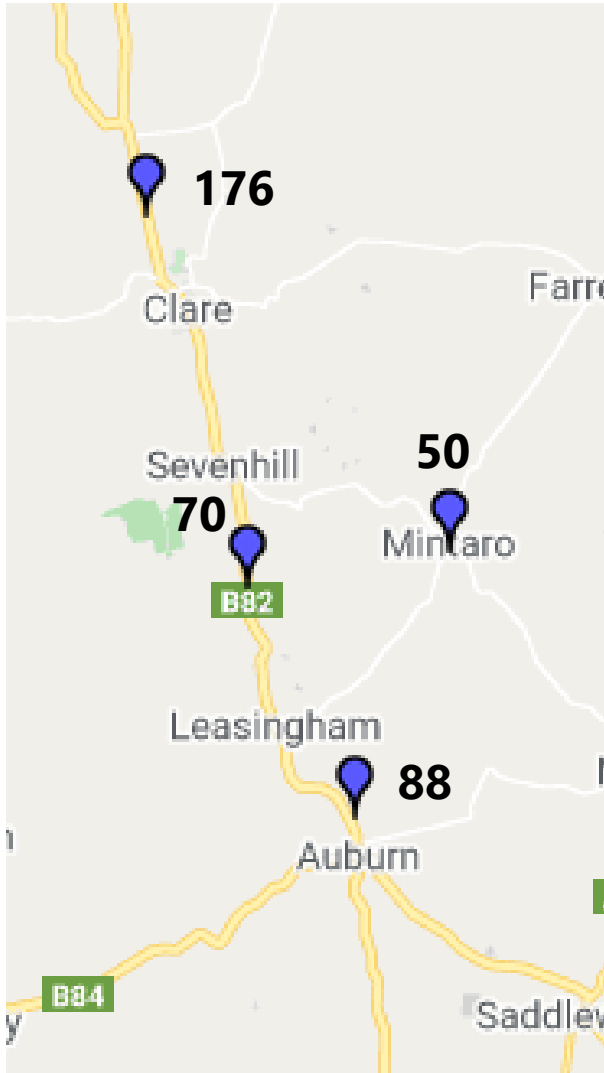 176
Clare
Farre
Sevenhill
50
70
Mintaro
B82
Leasingham
88
Auburn
B84
Saddlew
y